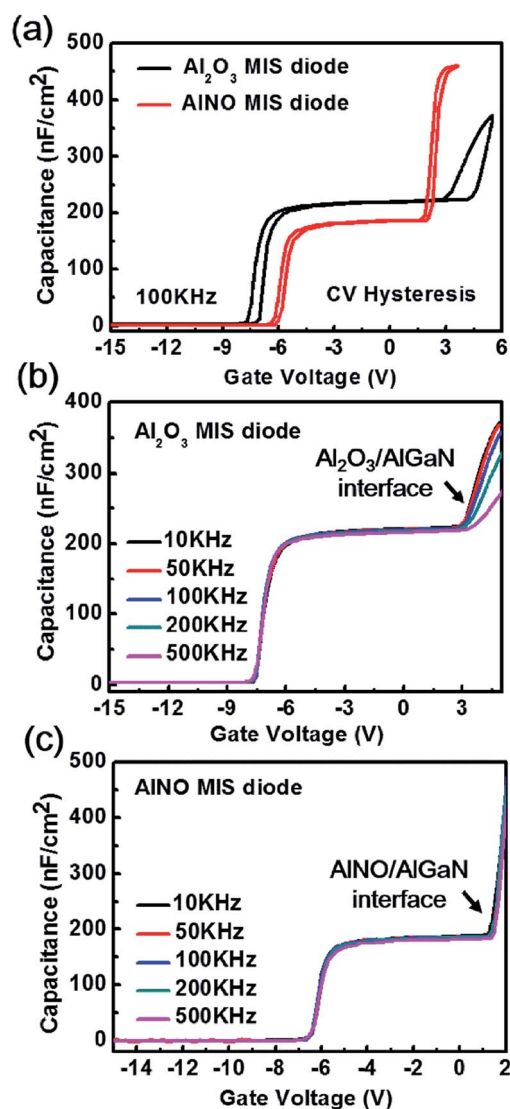 (a)
500
400
300
200
100
0
Capacitance (nF/cm²)
Al₂O₃ MIS diode
AlNO MIS diode
100KHz
CV Hysteresis
-15 -12 -9 -6 -3 0 3 6
Gate Voltage (V)
(b)
400
300
200
100
0
Capacitance (nF/cm²)
Al₂O₃ MIS diode
Al₂O₃/AlGaN
interface
10KHz
50KHz
100KHz
200KHz
500KHz
-15 -12 -9 -6 -3 0 3
Gate Voltage (V)
(c)
500
400
300
200
100
0
Capacitance (nF/cm²)
AlNO MIS diode
AlNO/AlGaN
interface
10KHz
50KHz
100KHz
200KHz
500KHz
-14 -12 -10 -8 -6 -4 -2 0 2
Gate Voltage (V)